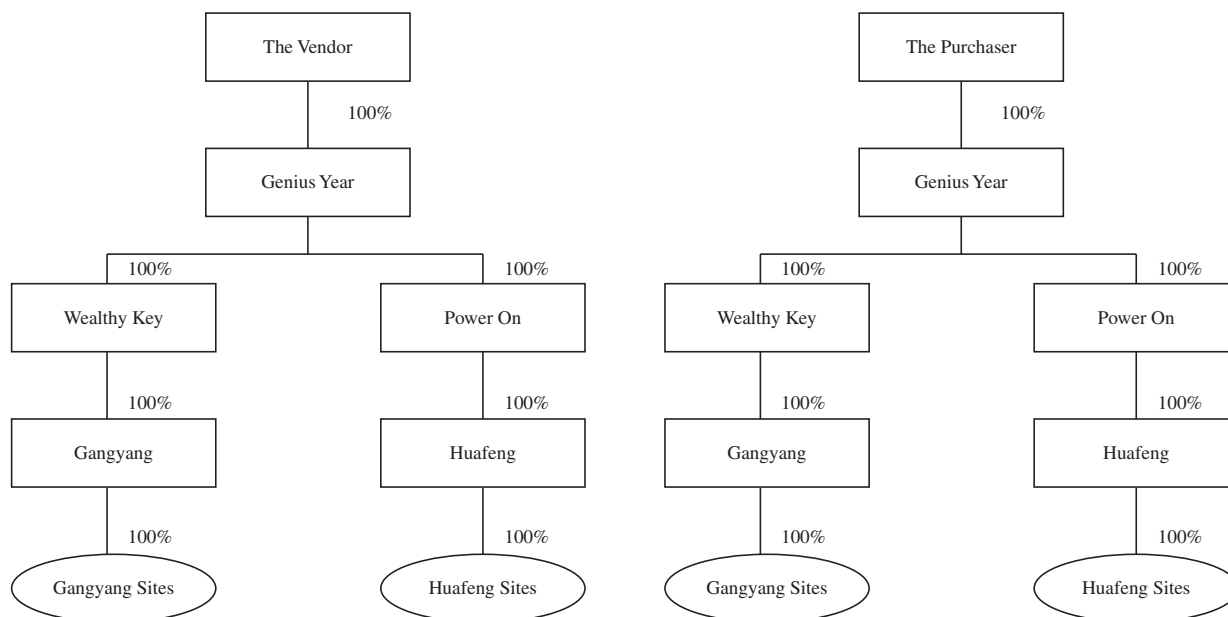 The Vendor
100%
Genius Year
100%
100%
Wealthy Key
Power On
100%
100%
Gangyang
Huafeng
100%
100%
Gangyang Sites
Huafeng Sites
The Purchaser
100%
Genius Year
100%
100%
Wealthy Key
Power On
100%
100%
Gangyang
Huafeng
100%
100%
Gangyang Sites
Huafeng Sites